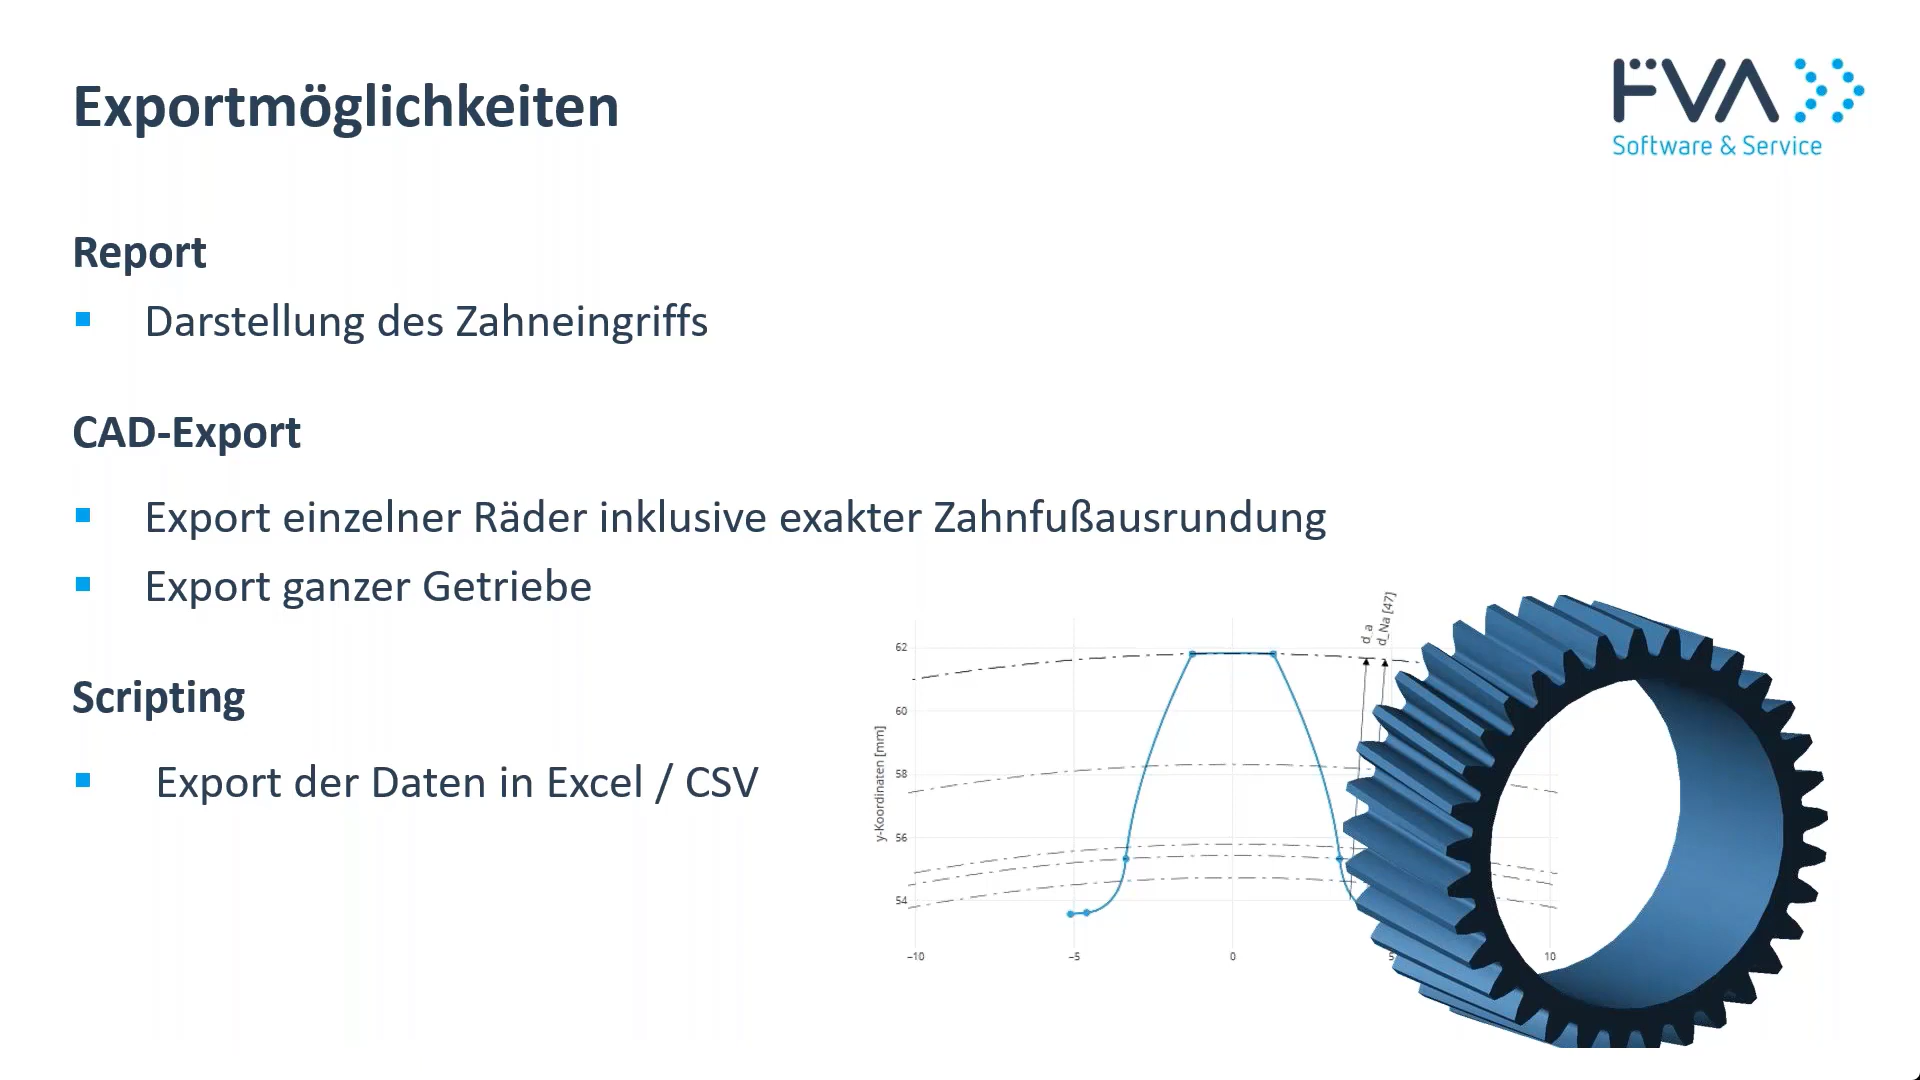 Exportmöglichkeiten
FVA
Software & Service
Report
Darstellung des Zahneingriffs
CAD-Export
Export einzelner Räder inklusive exakter Zahnfußausrundung
Export ganzer Getriebe
Scripting
Export der Daten in Excel / CSV
d_a
d_Na [47]
y-Koordinaten [mm]
62
60
58
56
54
−10
−5
0
5
10